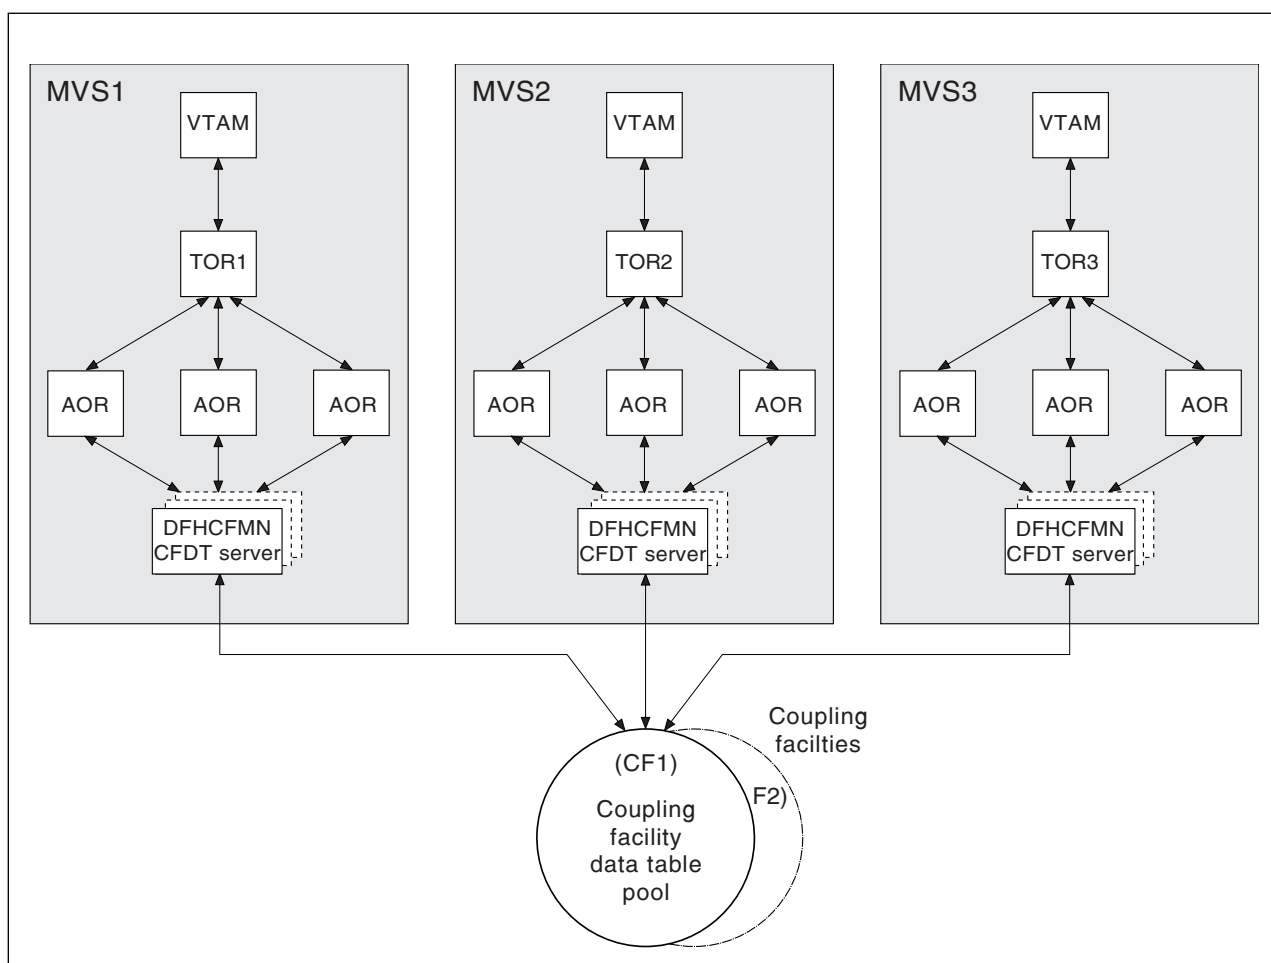 MVS1
MVS2
MVS3
VTAM
VTAM
VTAM
TOR1
TOR2
TOR3
AOR
AOR
AOR
AOR
AOR
AOR
AOR
AOR
AOR
DFHCFMN
CFDT server
DFHCFMN
CFDT server
DFHCFMN
CFDT server
Coupling
facilties
(CF1)
F2)
Coupling
facility
data table
pool